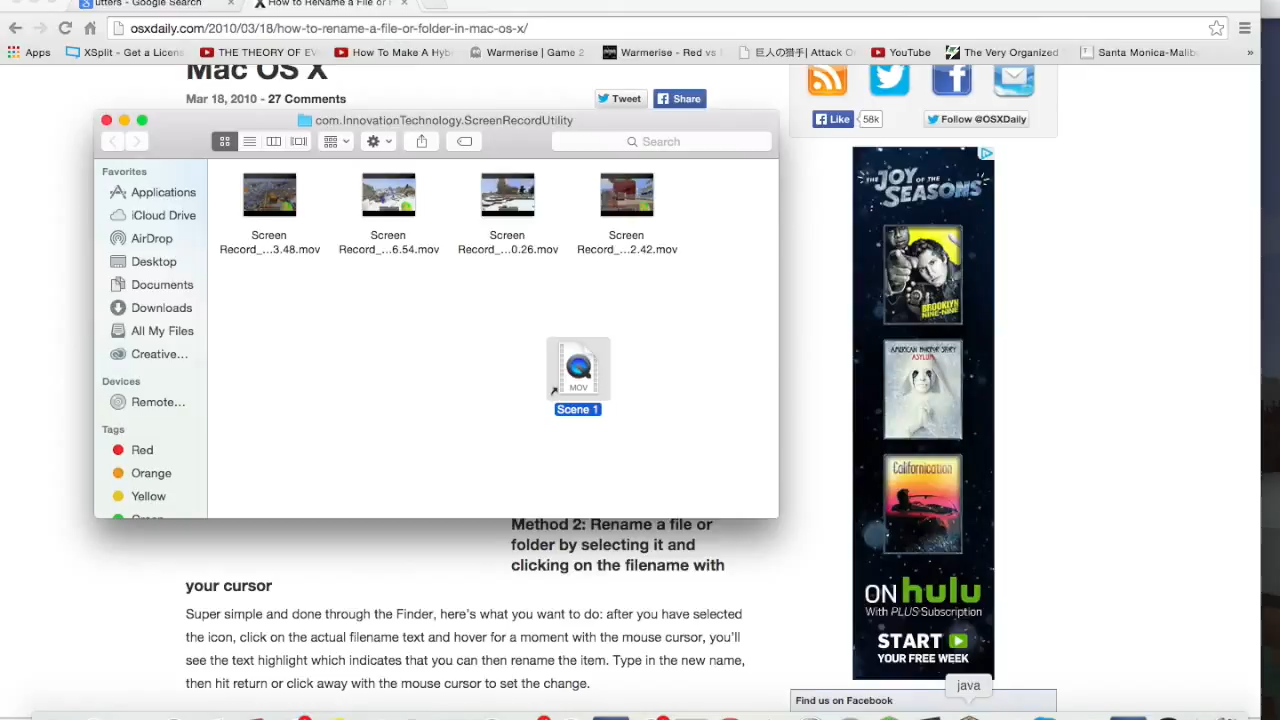 utters - Google Search
How to ReName a File or F
osxdaily.com/2010/03/18/how-to-rename-a-file-or-folder-in-mac-os-x/
Apps
XSplit - Get a Licens
THE THEORY OF EV
How To Make A Hy
Warmerise | Game 2
Warmerise - Red vs
巨人の猟手| Attack O
YouTube
The Very Organized
Santa Monica-Malib
Mac OS X
Mar 18, 2010 - 27 Comments
Tweet
Share
Like
58k
Follow @OSXDaily
com.InnovationTechnology.ScreenRecordUtility
Search
Favorites
Applications
iCloud Drive
AirDrop
Desktop
Documents
Downloads
All My Files
Creative...
Devices
Remote...
Tags
Red
Orange
Yellow
Green
Screen
Record_...3.48.mov
Screen
Record_...6.54.mov
Screen
Record_...0.26.mov
Screen
Record_...2.42.mov
MOV
Scene 1
Method 2: Rename a file or
folder by selecting it and
clicking on the filename with
your cursor
Super simple and done through the Finder, here's what you want to do: after you have selected
the icon, click on the actual filename text and hover for a moment with the mouse cursor, you'll
see the text highlight which indicates that you can then rename the item. Type in the new name,
then hit return or click away with the mouse cursor to set the change.
THE JOY OF THE
SEASONS
BROOKLYN
NINE-NINE
AMERICAN HORROR STORY
ASYLUM
Californication
ON hulu
With PLUS Subscription
START
YOUR FREE WEEK
java
Find us on Facebook